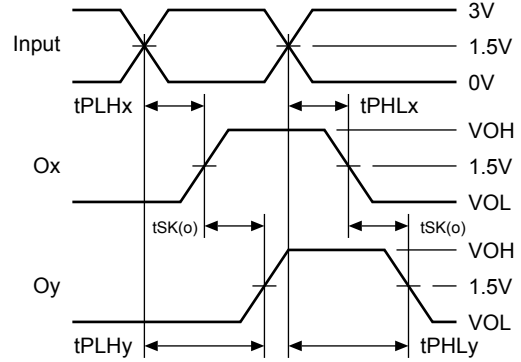 3V
Input
1.5V
0V
tPLHx
tPHLx
VOH
Ox
1.5V
VOL
tSK(o)
tSK(o)
VOH
Oy
1.5V
VOL
tPLHy
tPHLy